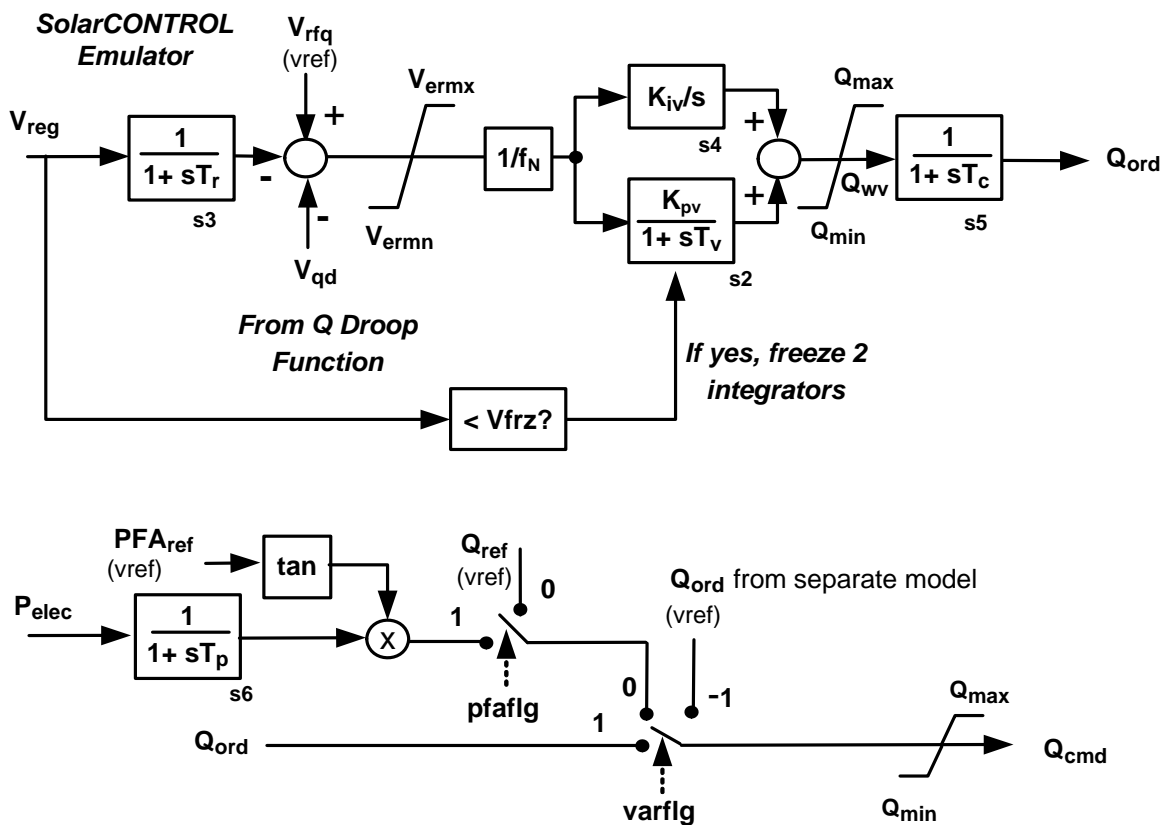 SolarCONTROL
Emulator
Vrfq
(vref)
Vermx
Vreg
1
1+ sTr
s3
+
-
-
Vqd
Vermn
1/fN
Kiv/s
s4
Kpv
1+ sTv
s2
+
+
Qmax
Qwv
Qmin
1
1+ sTc
s5
Qord
From Q Droop
Function
If yes, freeze 2
integrators
< Vfrz?
PFAref
(vref)
tan
Pelec
1
1+ sTp
s6
X
Qref
(vref)
0
1
pfaflg
Qord from separate model
(vref)
0
-1
1
varflg
Qord
Qmax
Qmin
Qcmd